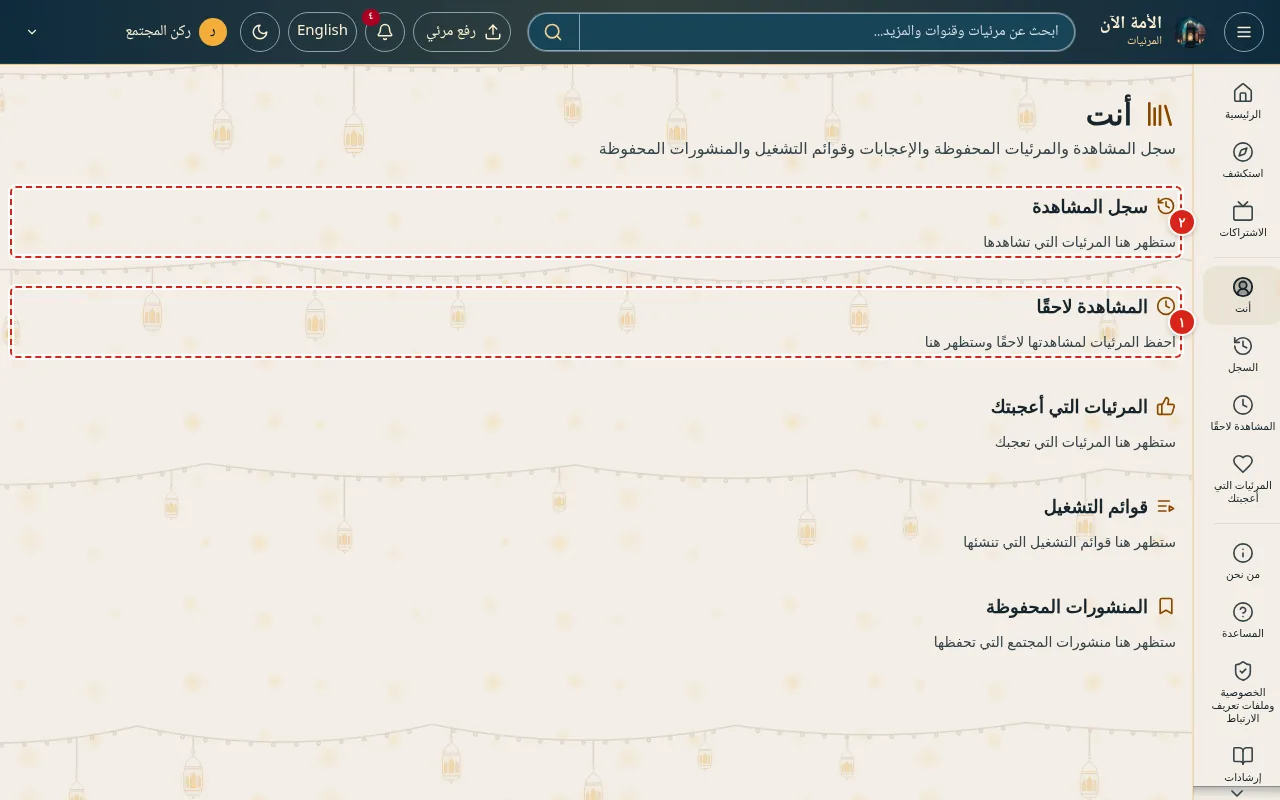 الأمة الآن
المرئيات
ابحث عن مرئيات وقنوات والمزيد...
رفع مرئي
٤
English
ر
ركن المجتمع
الرئيسية
استكشف
الاشتراكات
أنت
السجل
المشاهدة لاحقًا
المرئيات التي
أعجبتك
من نحن
المساعدة
الخصوصية
وملفات تعريف
الارتباط
إرشادات
أنت
سجل المشاهدة والمرئيات المحفوظة والإعجابات وقوائم التشغيل والمنشورات المحفوظة
٢
سجل المشاهدة
ستظهر هنا المرئيات التي تشاهدها
١
المشاهدة لاحقًا
احفظ المرئيات لمشاهدتها لاحقًا وستظهر هنا
المرئيات التي أعجبتك
ستظهر هنا المرئيات التي تعجبك
قوائم التشغيل
ستظهر هنا قوائم التشغيل التي تنشئها
المنشورات المحفوظة
ستظهر هنا منشورات المجتمع التي تحفظها